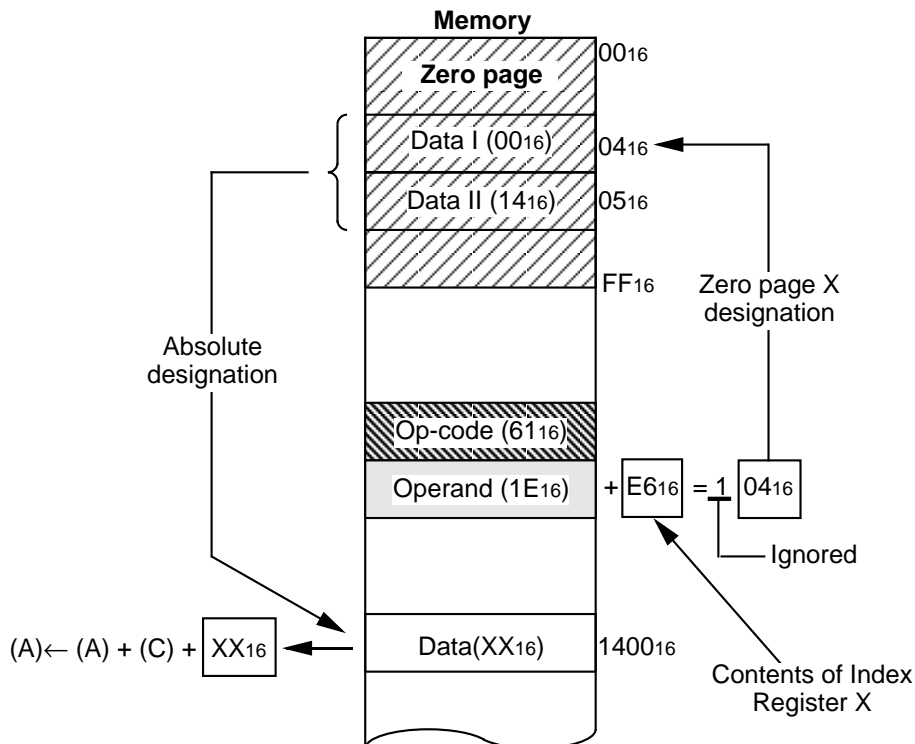 Memory
Zero page
00₁₆
Data I (00₁₆)
04₁₆
Data II (14₁₆)
05₁₆
FF₁₆
Zero page X
designation
Absolute
designation
Op-code (61₁₆)
Operand (1E₁₆) + E6₁₆ = 1 04₁₆
Ignored
(A)← (A) + (C) + XX₁₆
Data(XX₁₆)
1400₁₆
Contents of Index
Register X